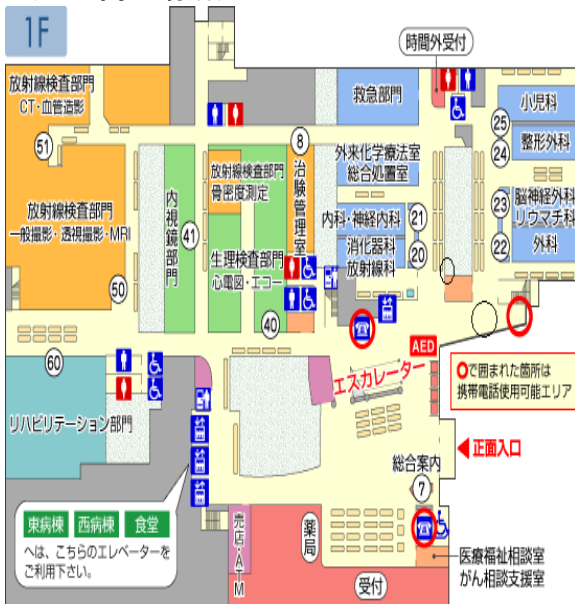 1F
時間外受付
放射線検査部門
CT・血管造影
救急部門
小児科
25
整形外科
24
51
8
外来化学療法室
総合処置室
放射線検査部門
骨密度測定
治験管理室
放射線検査部門
一般撮影・透視撮影・MRI
内視鏡部門
41
内科・神経内科
21
23
脳神経外科
リウマチ科
生理検査部門
心電図・エコー
消化器科
放射線科
20
22
外科
50
40
60
AED
エスカレーター
○で囲まれた箇所は
携帯電話使用可能エリア
リハビリテーション部門
正面入口
総合案内
7
東病棟 西病棟 食堂
へは、こちらのエレベーターを
ご利用下さい。
売店・ATM
薬局
受付
医療福祉相談室
がん相談支援室